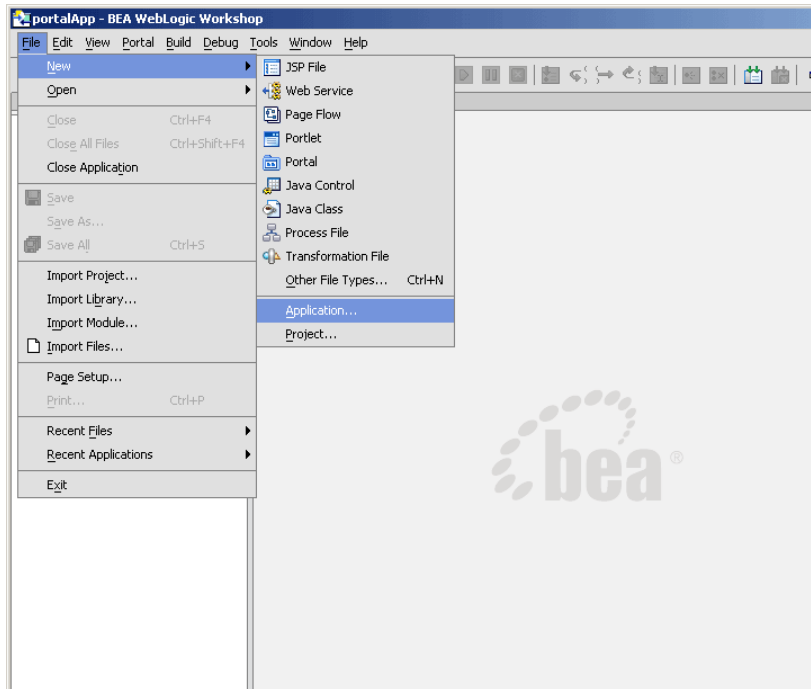 portalApp - BEA WebLogic Workshop
File Edit View Portal Build Debug Tools Window Help
New
Open
Close Ctrl+F4
Close All Files Ctrl+Shift+F4
Close Application
Save
Save As...
Save All Ctrl+S
Import Project...
Import Library...
Import Module...
Import Files...
Page Setup...
Print... Ctrl+P
Recent Files
Recent Applications
Exit
JSP File
Web Service
Page Flow
Portlet
Portal
Java Control
Java Class
Process File
Transformation File
Other File Types... Ctrl+N
Application...
Project...
bea®